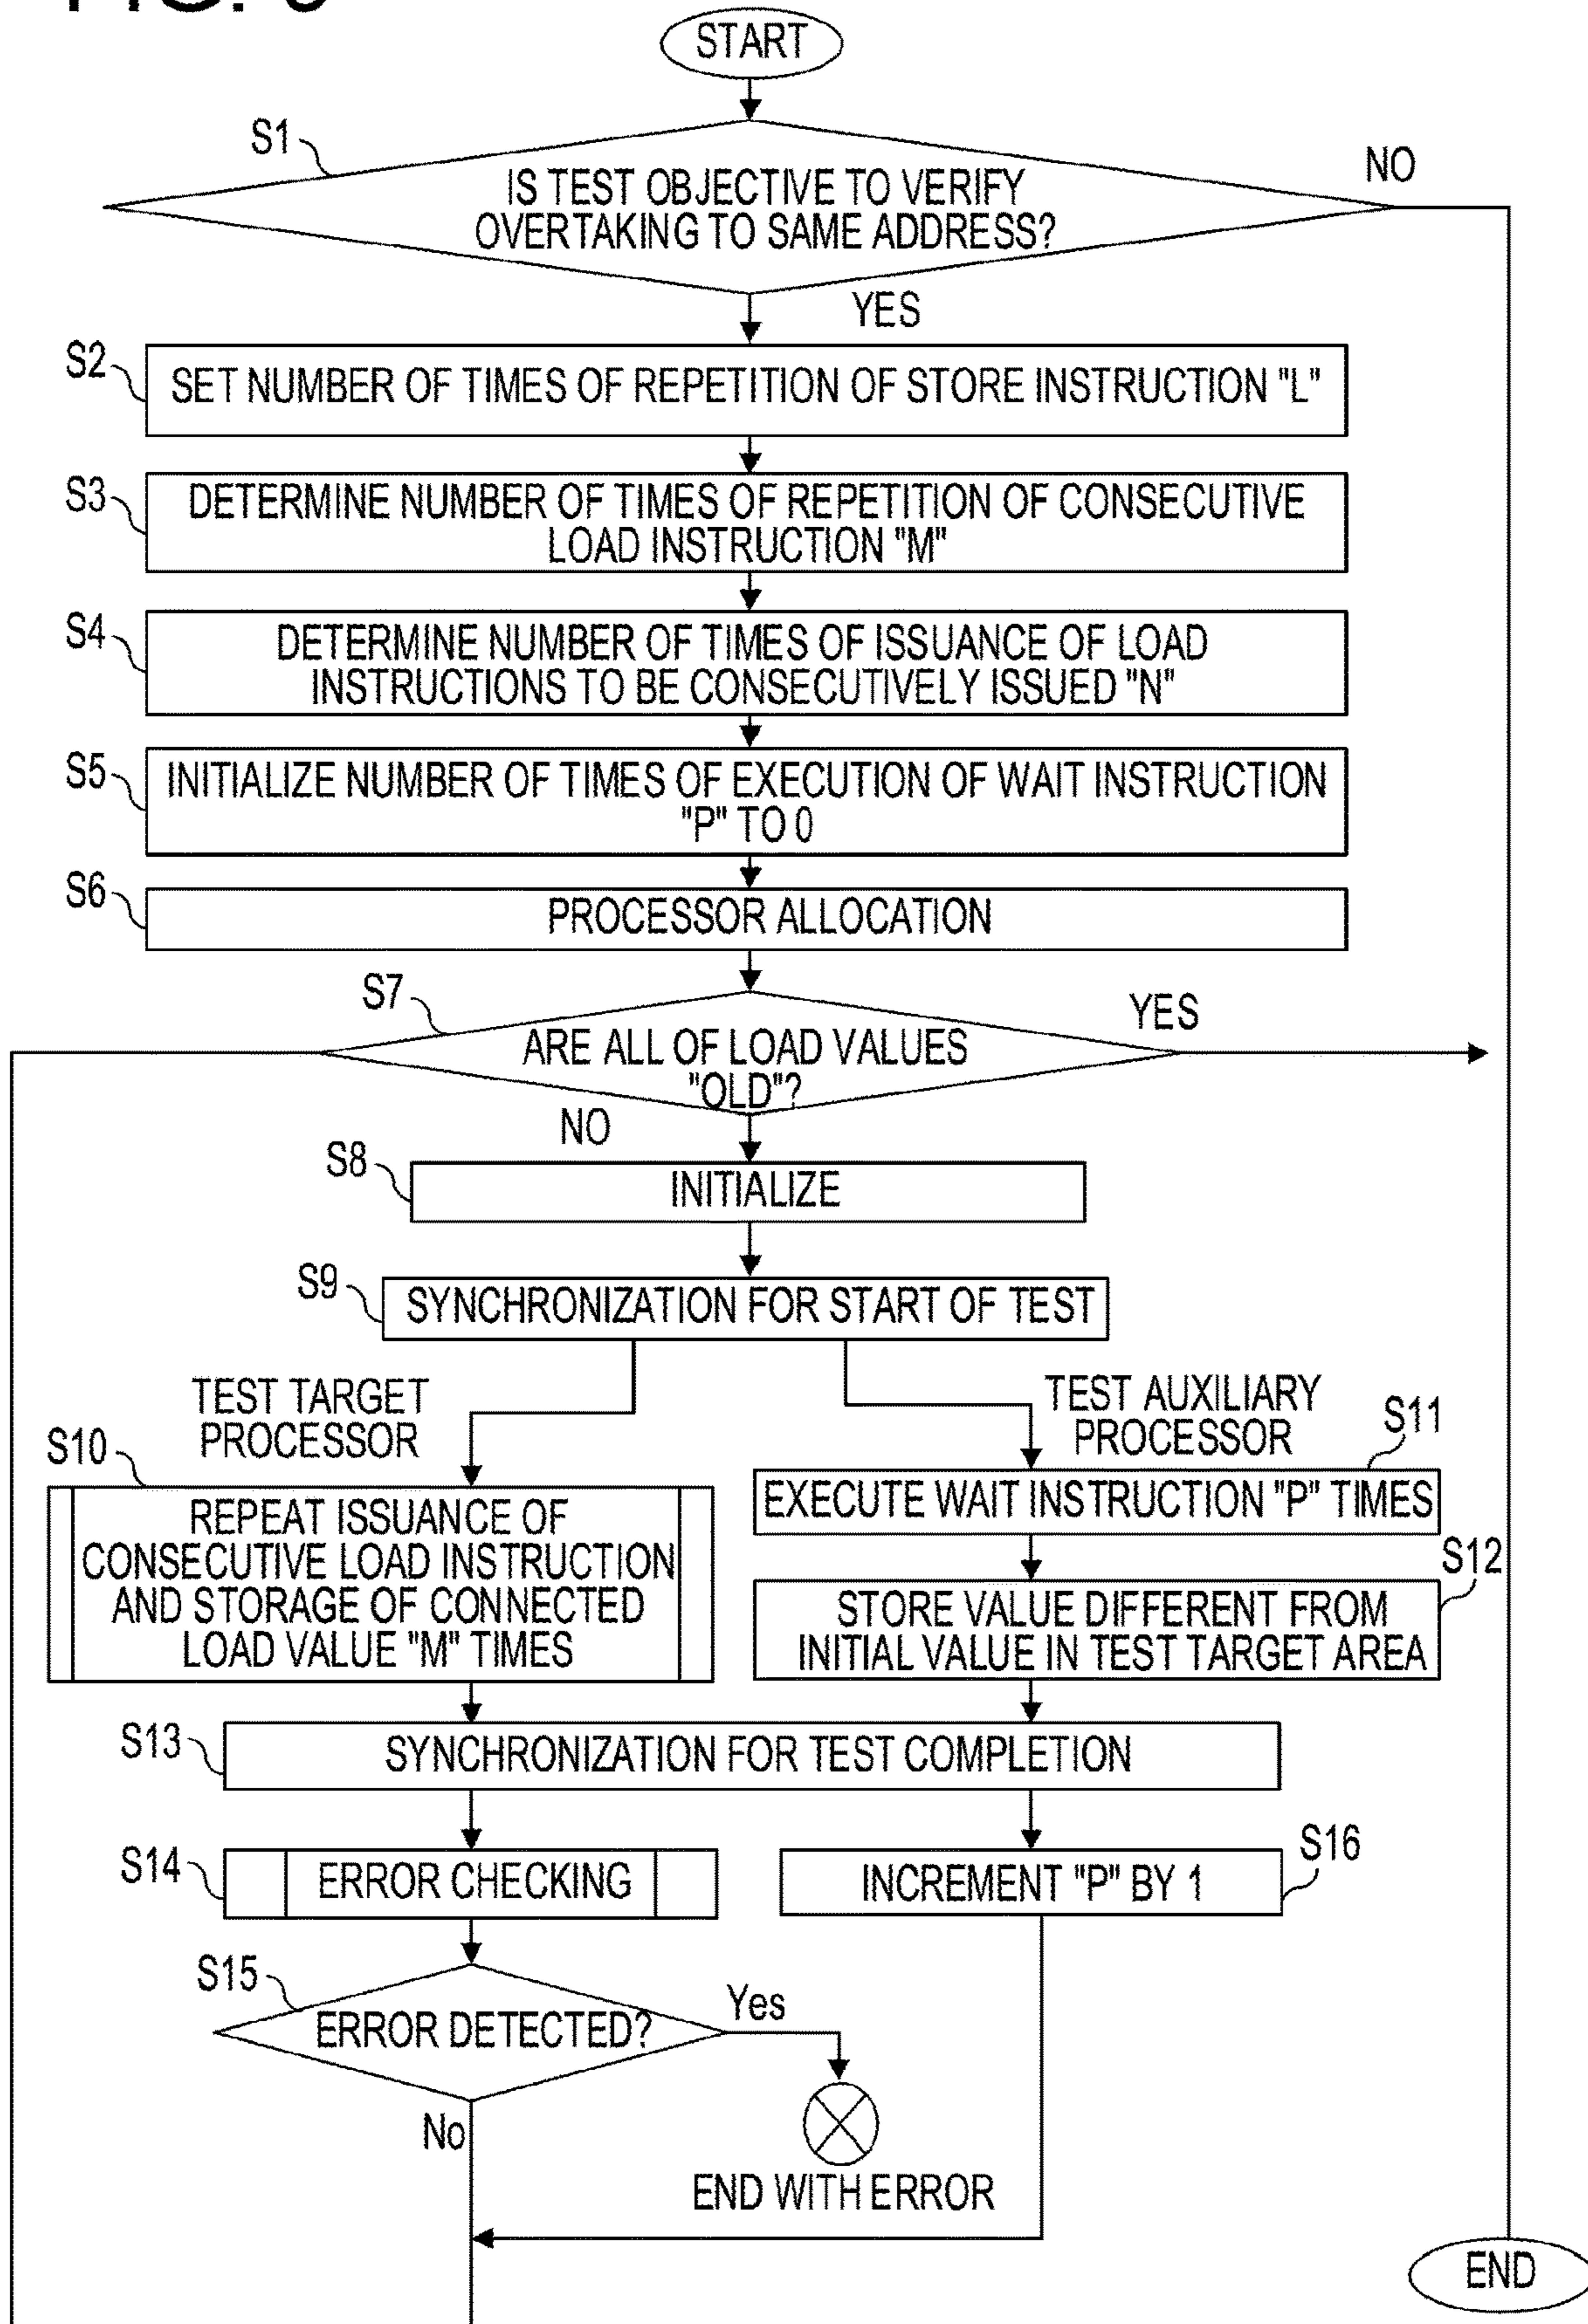 START
S1
NO
IS TEST OBJECTIVE TO VERIFY
OVERTAKING TO SAME ADDRESS?
YES
S2
SET NUMBER OF TIMES OF REPETITION OF STORE INSTRUCTION "L"
S3
DETERMINE NUMBER OF TIMES OF REPETITION OF CONSECUTIVE
LOAD INSTRUCTION "M"
S4
DETERMINE NUMBER OF TIMES OF ISSUANCE OF LOAD
INSTRUCTIONS TO BE CONSECUTIVELY ISSUED "N"
S5
INITIALIZE NUMBER OF TIMES OF EXECUTION OF WAIT INSTRUCTION
"P" TO 0
S6
PROCESSOR ALLOCATION
S7
YES
ARE ALL OF LOAD VALUES
"OLD"?
NO
S8
INITIALIZE
S9
SYNCHRONIZATION FOR START OF TEST
TEST TARGET
PROCESSOR
TEST AUXILIARY
PROCESSOR
S10
REPEAT ISSUANCE OF
CONSECUTIVE LOAD INSTRUCTION
AND STORAGE OF CONNECTED
LOAD VALUE "M" TIMES
S11
EXECUTE WAIT INSTRUCTION "P" TIMES
S12
STORE VALUE DIFFERENT FROM
INITIAL VALUE IN TEST TARGET AREA
S13
SYNCHRONIZATION FOR TEST COMPLETION
S14
ERROR CHECKING
S16
INCREMENT "P" BY 1
S15
ERROR DETECTED?
Yes
No
END WITH ERROR
END